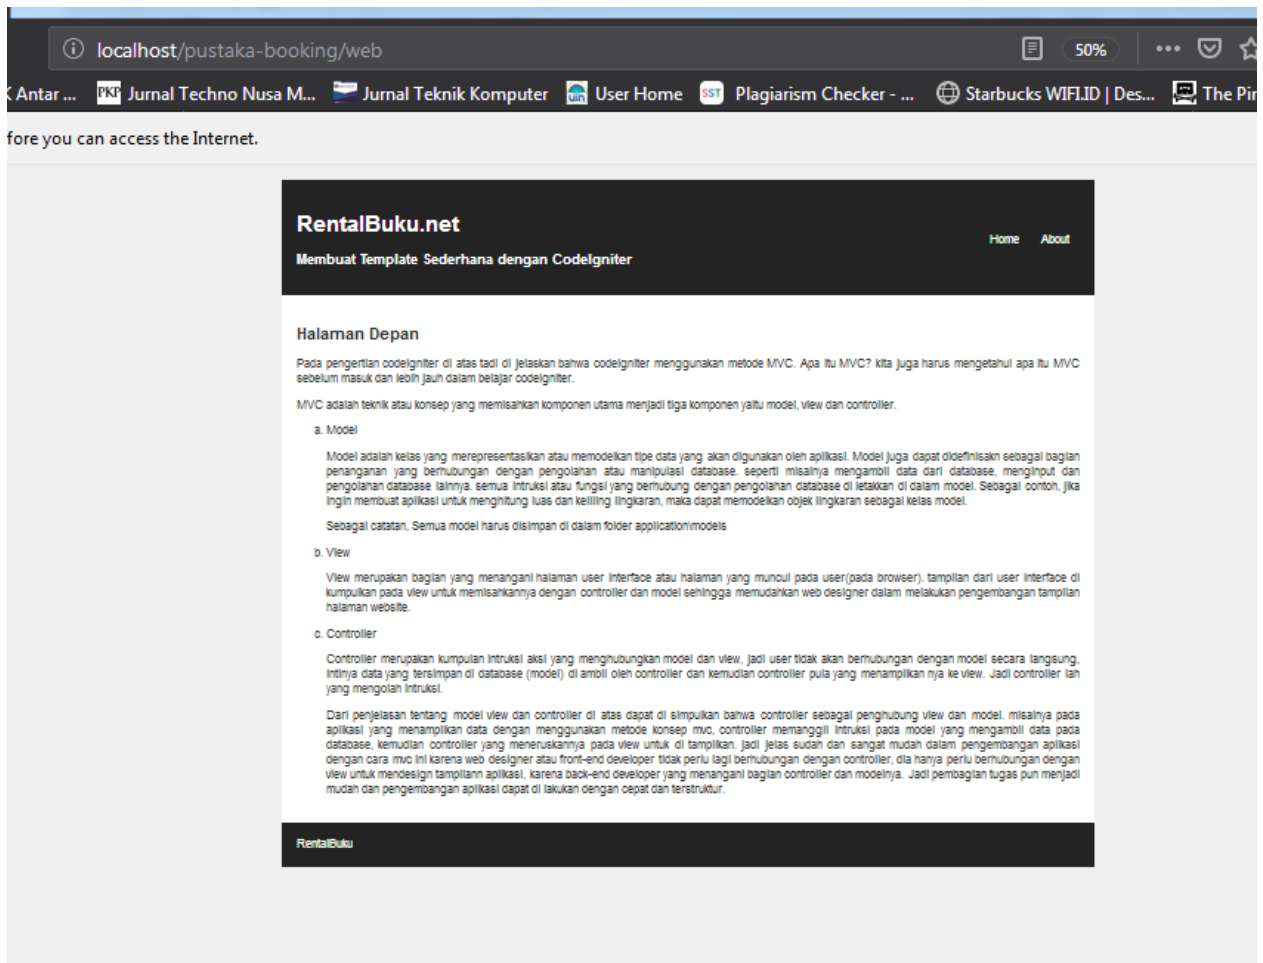 localhost/pustaka-booking/web
50%
Antar ...
PKP Jurnal Techno Nusa M...
Jurnal Teknik Komputer
uin User Home
SST Plagiarism Checker - ...
Starbucks WIFI.ID | Des...
The Pir
fore you can access the Internet.
RentalBuku.net
Home About
Membuat Template Sederhana dengan CodeIgniter
Halaman Depan
Pada pengertian codeigniter di atas tadi di jelaskan bahwa codeigniter menggunakan metode MVC. Apa itu MVC? kita juga harus mengetahui apa itu MVC
sebelum masuk dan lebih jauh dalam belajar codeigniter.
MVC adalah teknik atau konsep yang memisahkan komponen utama menjadi tiga komponen yaitu model, view dan controller.
a. Model
Model adalah kelas yang merepresentasikan atau memodelkan tipe data yang akan digunakan oleh aplikasi. Model juga dapat didefinisakn sebagai bagian
penanganan yang berhubungan dengan pengolahan atau manipulasi database. seperti misalnya mengambil data dari database, menginput dan
pengolahan database lainnya. semua intruksi atau fungsi yang berhubung dengan pengolahan database di letakkan di dalam model. Sebagai contoh, jika
ingin membuat aplikasi untuk menghitung luas dan keliling lingkaran, maka dapat memodelkan objek lingkaran sebagai kelas model.
Sebagai catatan, Semua model harus disimpan di dalam folder application\models
b. View
View merupakan bagian yang menangani halaman user interface atau halaman yang muncul pada user(pada browser). tampilan dari user interface di
kumpulkan pada view untuk memisahkannya dengan controller dan model sehingga memudahkan web designer dalam melakukan pengembangan tampilan
halaman website.
c. Controller
Controller merupakan kumpulan intruksi aksi yang menghubungkan model dan view, jadi user tidak akan berhubungan dengan model secara langsung,
intinya data yang tersimpan di database (model) di ambil oleh controller dan kemudian controller pula yang menampilkan nya ke view. Jadi controller lah
yang mengolah intruksi.
Dari penjelasan tentang model view dan controller di atas dapat di simpulkan bahwa controller sebagai penghubung view dan model. misalnya pada
aplikasi yang menampilkan data dengan menggunakan metode konsep mvc, controller memanggil intruksi pada model yang mengambil data pada
database, kemudian controller yang meneruskannya pada view untuk di tampilkan. jadi jelas sudah dan sangat mudah dalam pengembangan aplikasi
dengan cara mvc ini karena web designer atau front-end developer tidak perlu lagi berhubungan dengan controller, dia hanya perlu berhubungan dengan
view untuk mendesign tampilann aplikasi, karena back-end developer yang menangani bagian controller dan modelnya. Jadi pembagian tugas pun menjadi
mudah dan pengembangan aplikasi dapat di lakukan dengan cepat dan terstruktur.
RentalBuku